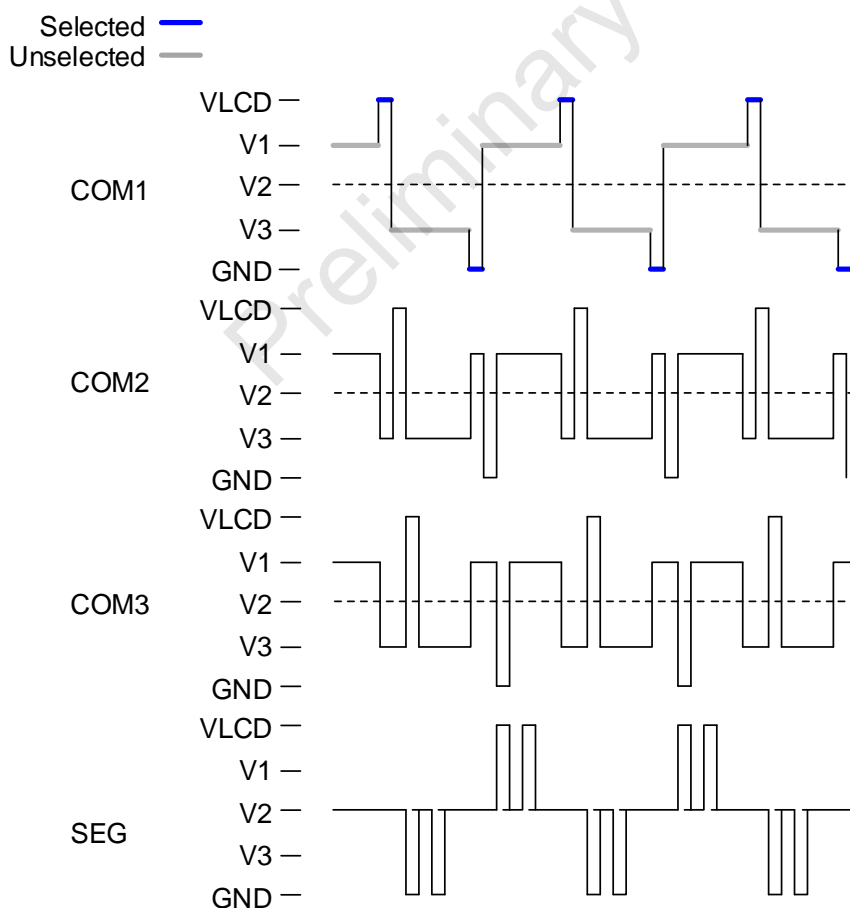 Selected
Unselected
Preliminary
VLCD
V1
COM1
V2
V3
GND
VLCD
V1
COM2
V2
V3
GND
VLCD
V1
COM3
V2
V3
GND
VLCD
V1
V2
SEG
V3
GND